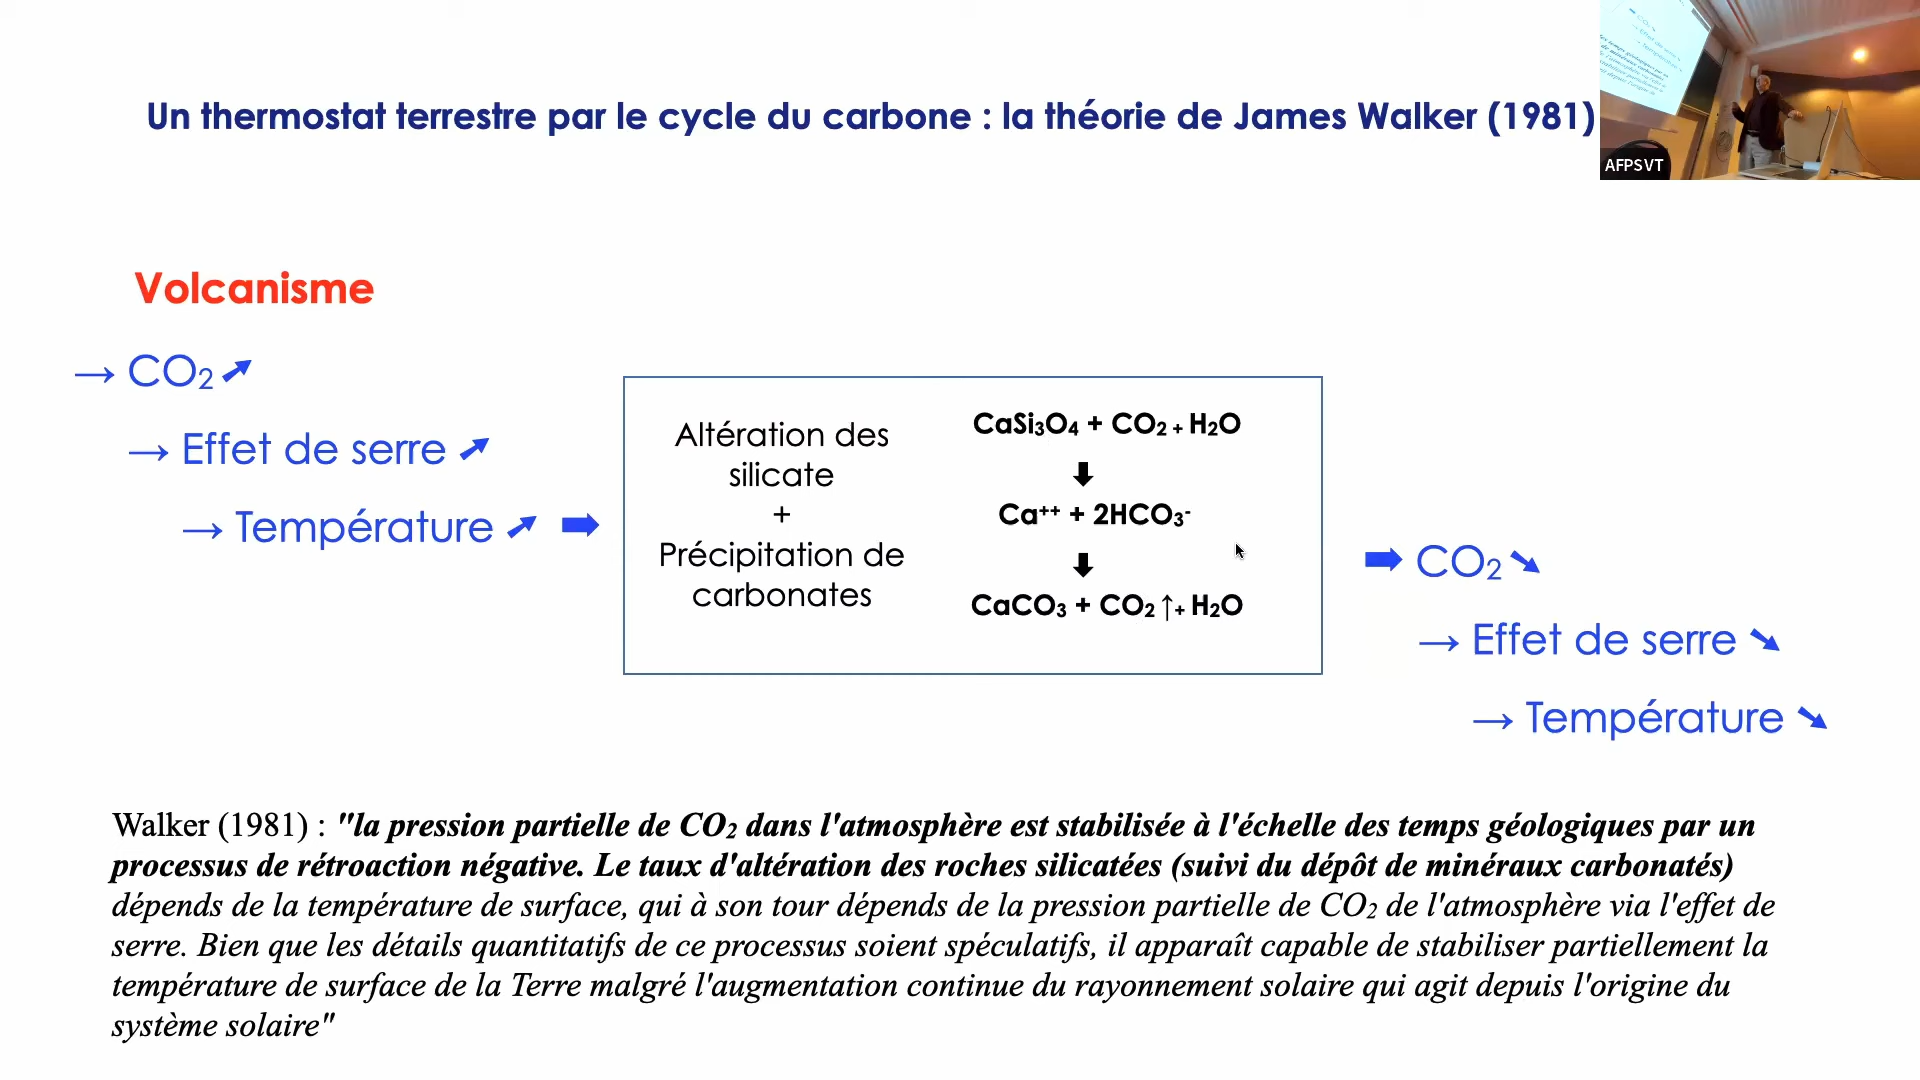 Un thermostat terrestre par le cycle du carbone : la théorie de James Walker (1981)
AFPSVT
Volcanisme
→ CO₂ ➚
→ Effet de serre ➚
→ Température ➚ ➡
Altération des
silicate
+
Précipitation de
carbonates
CaSi₃O₄ + CO₂ + H₂O
⬇
Ca⁺⁺ + 2HCO₃⁻
⬇
CaCO₃ + CO₂ ↑+ H₂O
➡ CO₂ ➘
→ Effet de serre ➘
→ Température ➘
Walker (1981) : "la pression partielle de CO₂ dans l'atmosphère est stabilisée à l'échelle des temps géologiques par un
processus de rétroaction négative. Le taux d'altération des roches silicatées (suivi du dépôt de minéraux carbonatés)
dépends de la température de surface, qui à son tour dépends de la pression partielle de CO₂ de l'atmosphère via l'effet de
serre. Bien que les détails quantitatifs de ce processus soient spéculatifs, il apparaît capable de stabiliser partiellement la
température de surface de la Terre malgré l'augmentation continue du rayonnement solaire qui agit depuis l'origine du
système solaire"